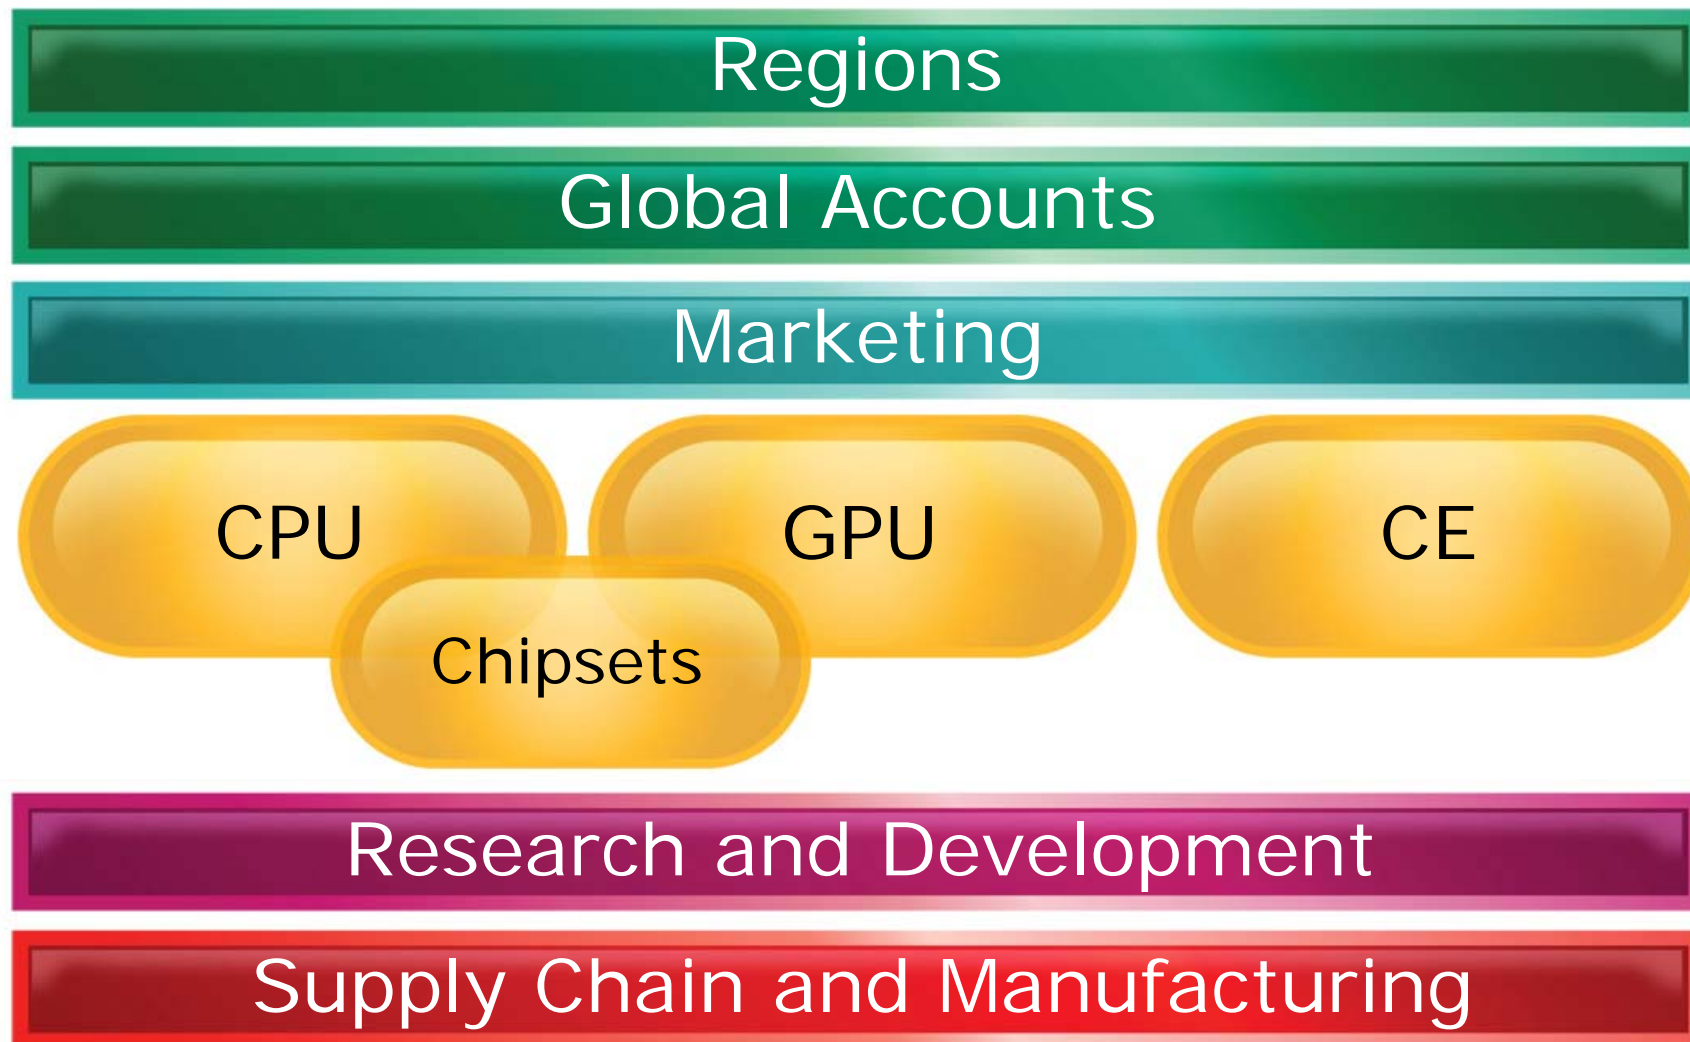 Regions
Global Accounts
Marketing
CPU
GPU
CE
Chipsets
Research and Development
Supply Chain and Manufacturing